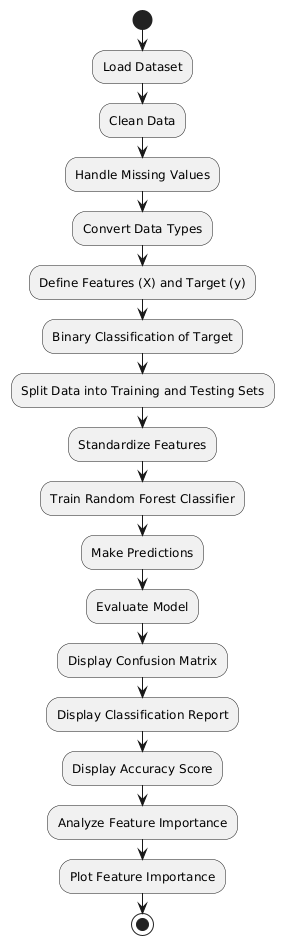 Load Dataset
Clean Data
Handle Missing Values
Convert Data Types
Define Features (X) and Target (y)
Binary Classification of Target
Split Data into Training and Testing Sets
Standardize Features
Train Random Forest Classifier
Make Predictions
Evaluate Model
Display Confusion Matrix
Display Classification Report
Display Accuracy Score
Analyze Feature Importance
Plot Feature Importance